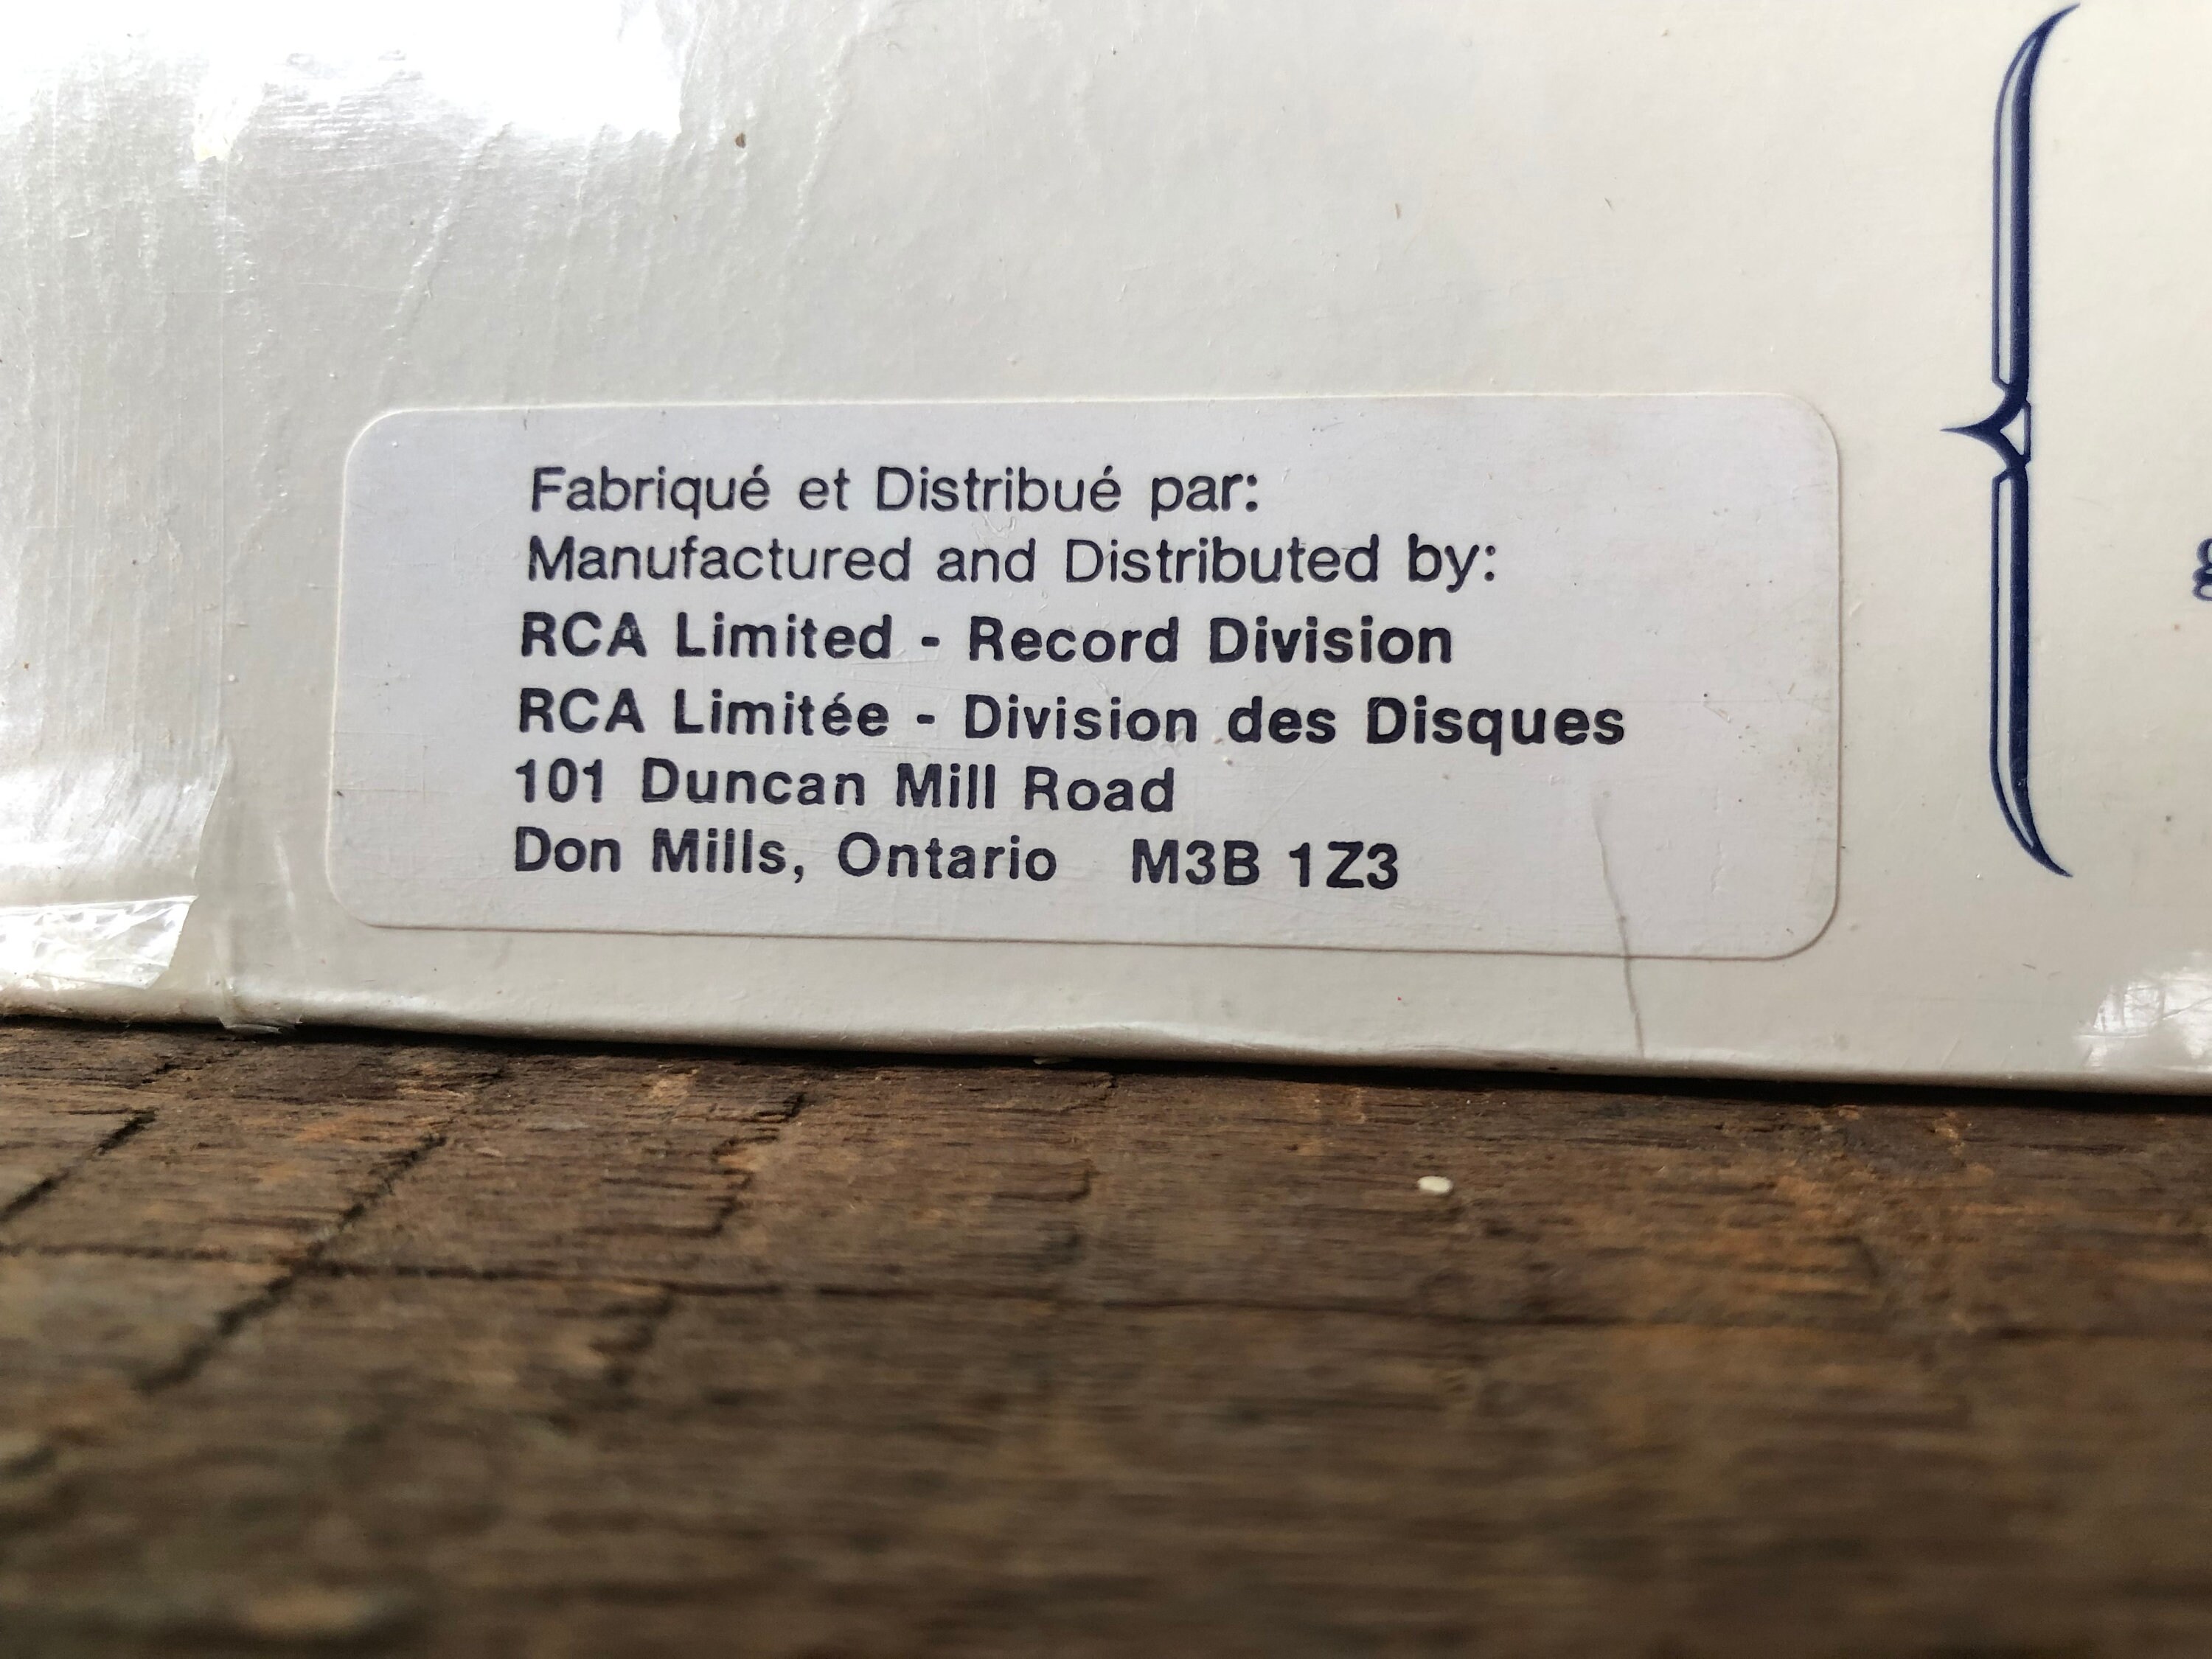 Fabriqué et Distribué par:
Manufactured and Distributed by:
RCA Limited - Record Division
RCA Limitée - Division des Disques
101 Duncan Mill Road
Don Mills, Ontario M3B 1Z3